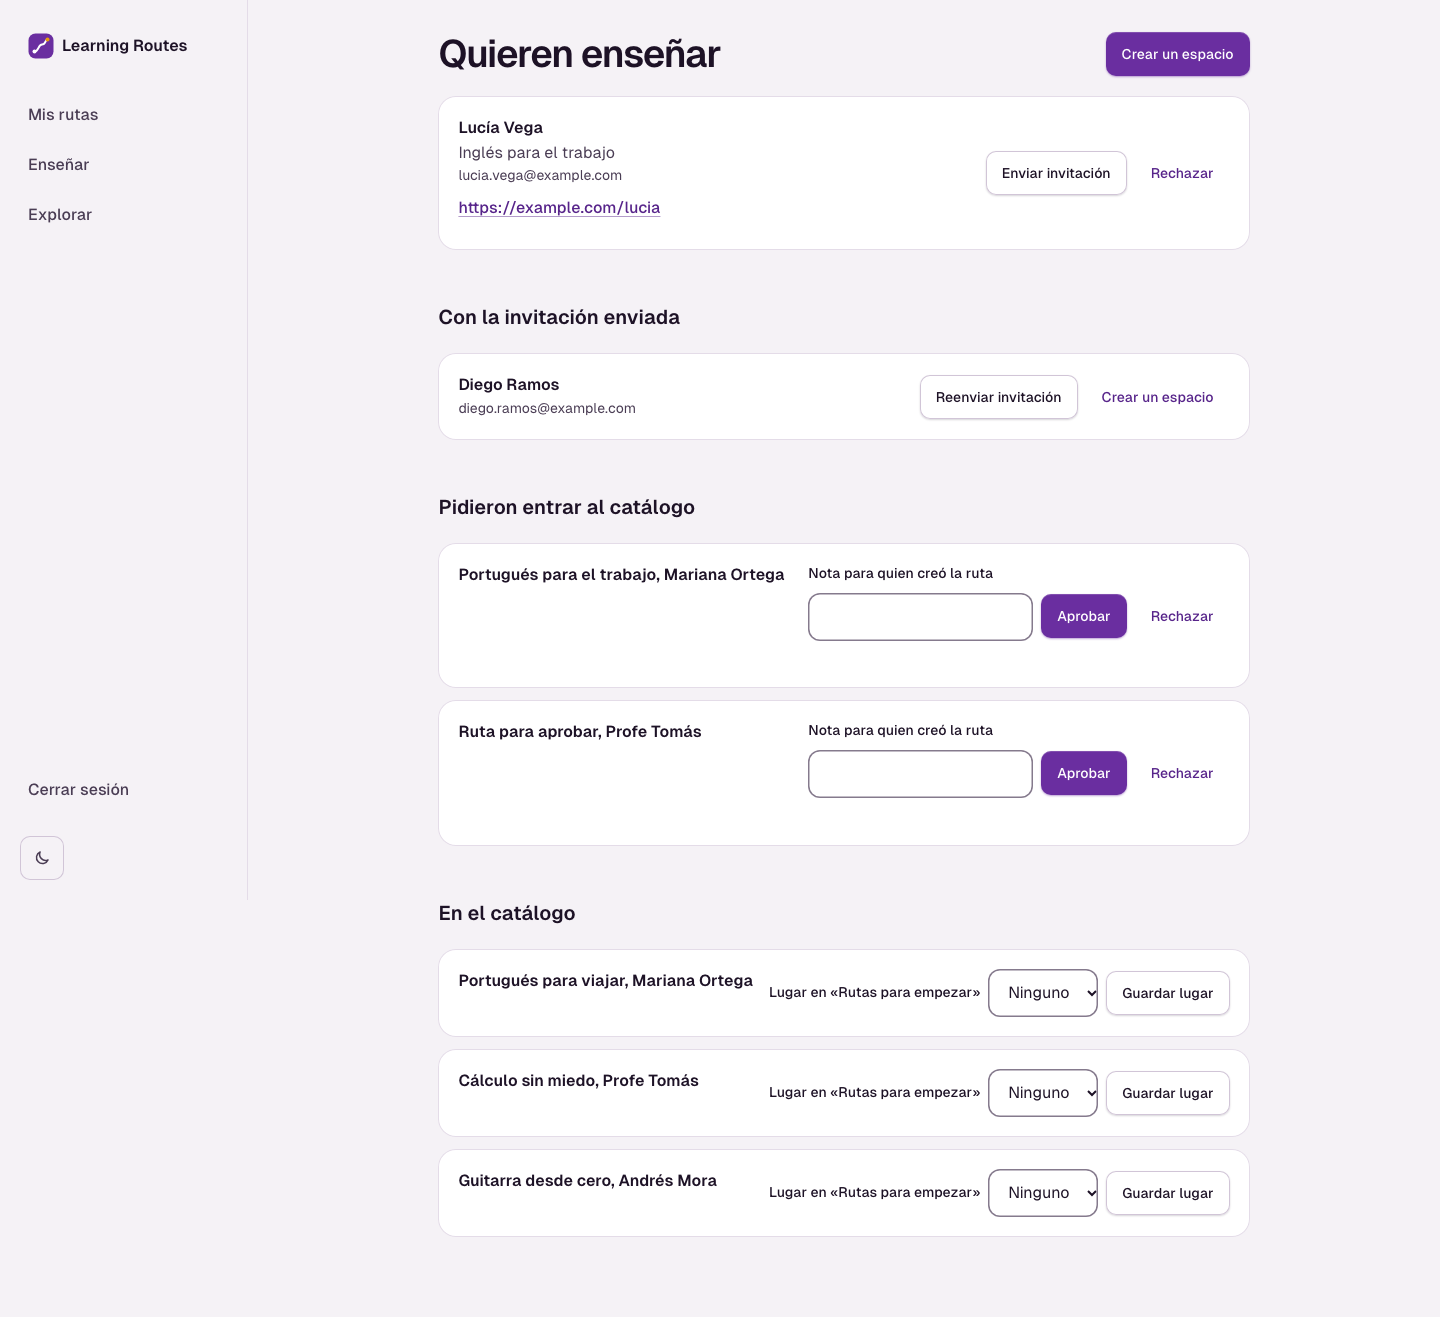 Learning Routes
Mis rutas
Enseñar
Explorar
Cerrar sesión
Quieren enseñar
Crear un espacio
Lucía Vega
Inglés para el trabajo
lucia.vega@example.com
https://example.com/lucia
Enviar invitación
Rechazar
Con la invitación enviada
Diego Ramos
diego.ramos@example.com
Reenviar invitación
Crear un espacio
Pidieron entrar al catálogo
Portugués para el trabajo, Mariana Ortega
Nota para quien creó la ruta
Aprobar
Rechazar
Ruta para aprobar, Profe Tomás
Nota para quien creó la ruta
Aprobar
Rechazar
En el catálogo
Portugués para viajar, Mariana Ortega
Lugar en «Rutas para empezar»
Ninguno
Guardar lugar
Cálculo sin miedo, Profe Tomás
Lugar en «Rutas para empezar»
Ninguno
Guardar lugar
Guitarra desde cero, Andrés Mora
Lugar en «Rutas para empezar»
Ninguno
Guardar lugar